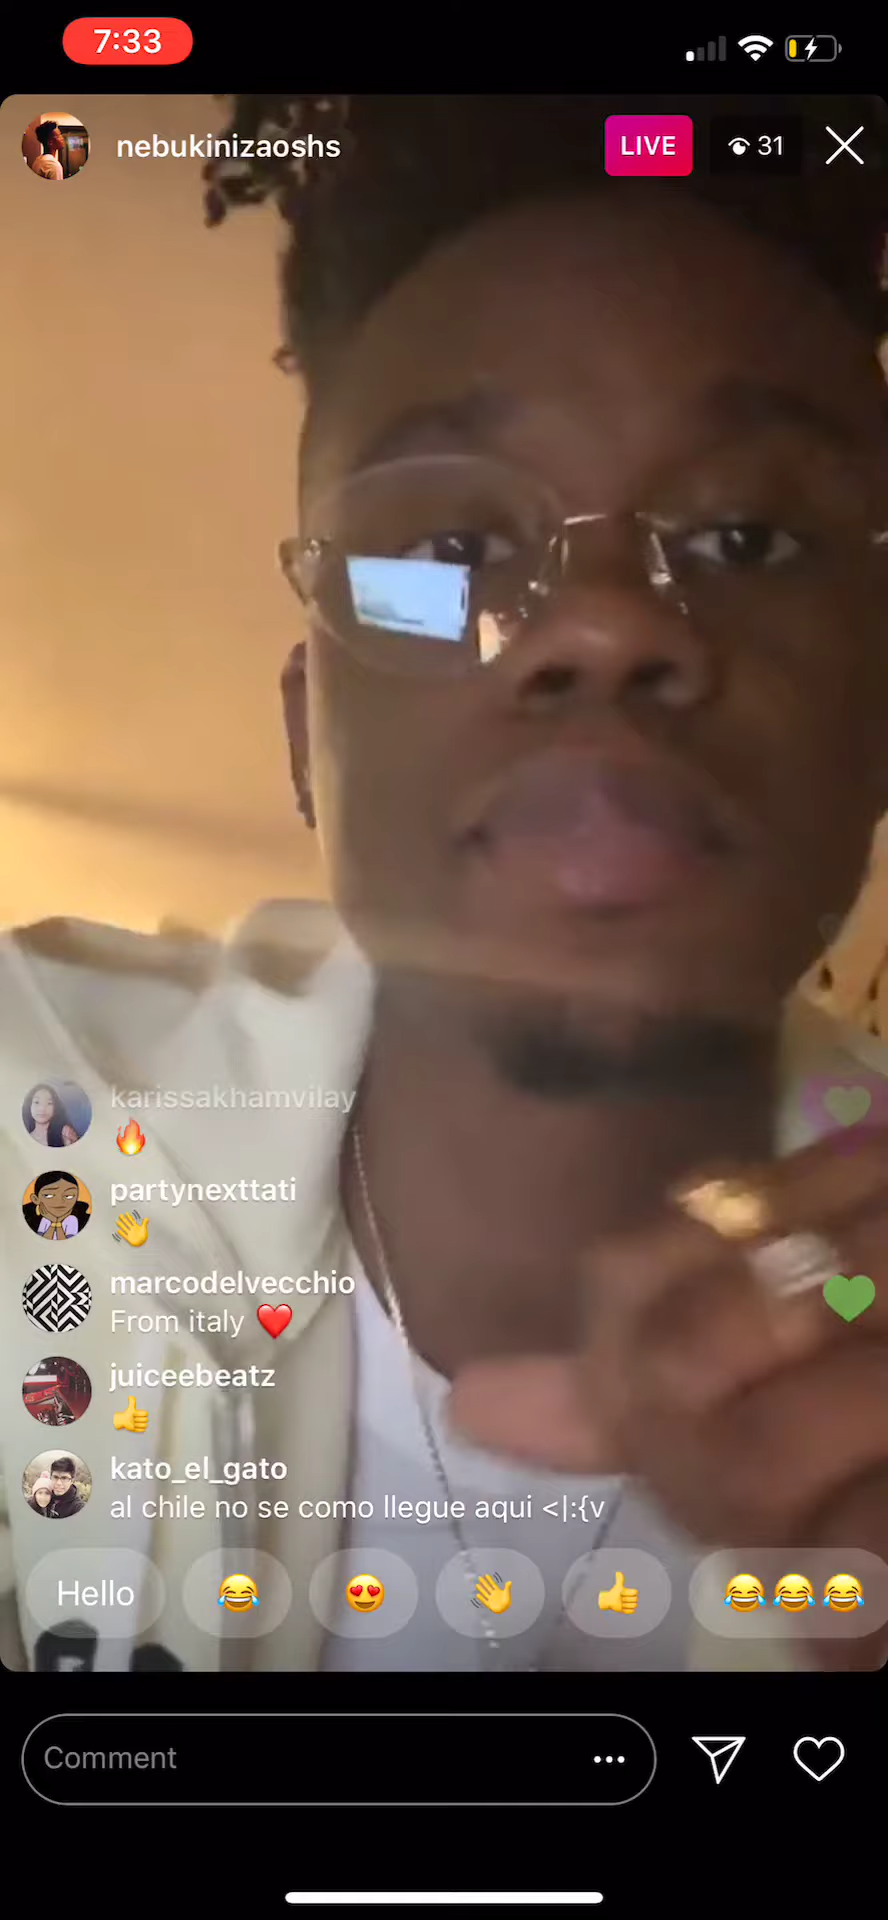 7:33
nebukinizaoshs
LIVE
31
karissakhamvilay
🔥
partynexttati
👋
marcodelvecchio
From italy ❤️
juiceebeatz
👍
kato_el_gato
al chile no se como llegue aqui <|:{v
Hello 😂 😍 👋 👍 😂😂😂
Comment